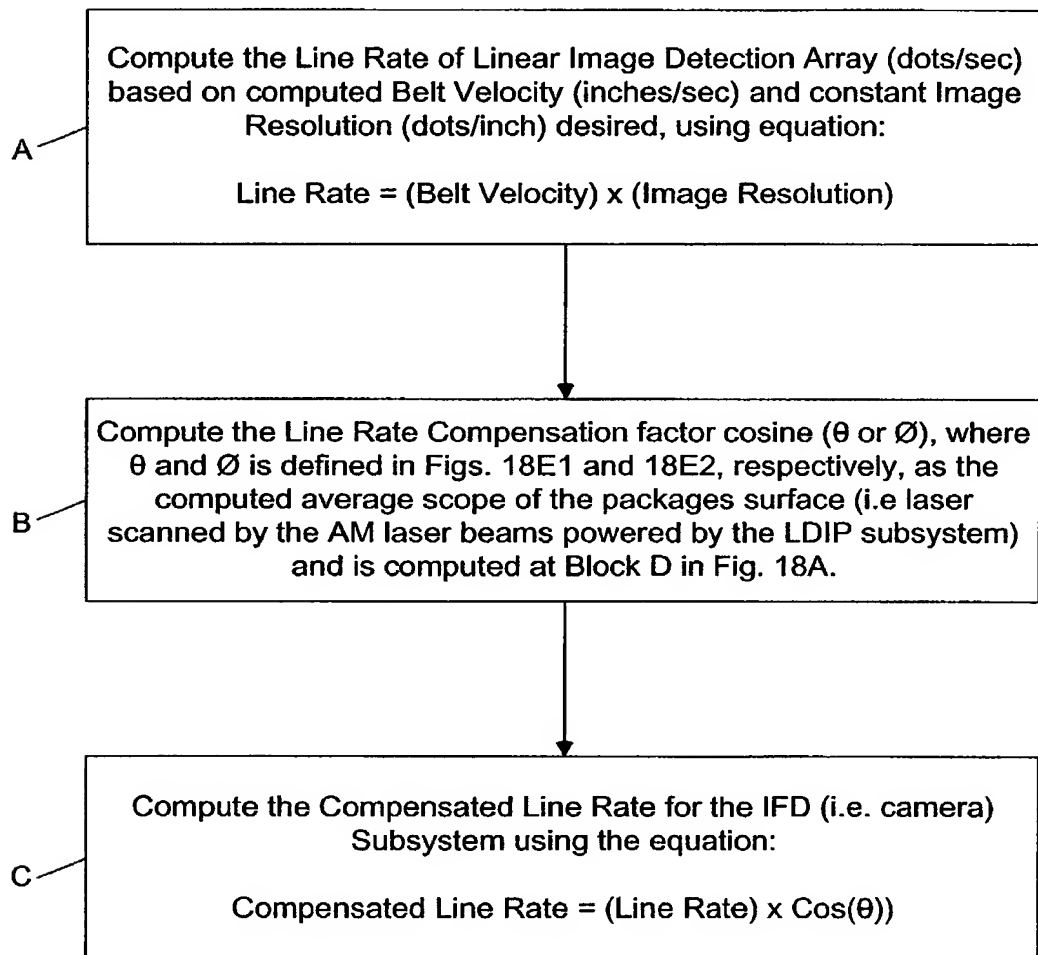 Compute the Line Rate of Linear Image Detection Array (dots/sec)
based on computed Belt Velocity (inches/sec) and constant Image
Resolution (dots/inch) desired, using equation:
A
Line Rate = (Belt Velocity) x (Image Resolution)
Compute the Line Rate Compensation factor cosine (θ or Ø), where
θ and Ø is defined in Figs. 18E1 and 18E2, respectively, as the
computed average scope of the packages surface (i.e laser
B
scanned by the AM laser beams powered by the LDIP subsystem)
and is computed at Block D in Fig. 18A.
Compute the Compensated Line Rate for the IFD (i.e. camera)
Subsystem using the equation:
C
Compensated Line Rate = (Line Rate) x Cos(θ))